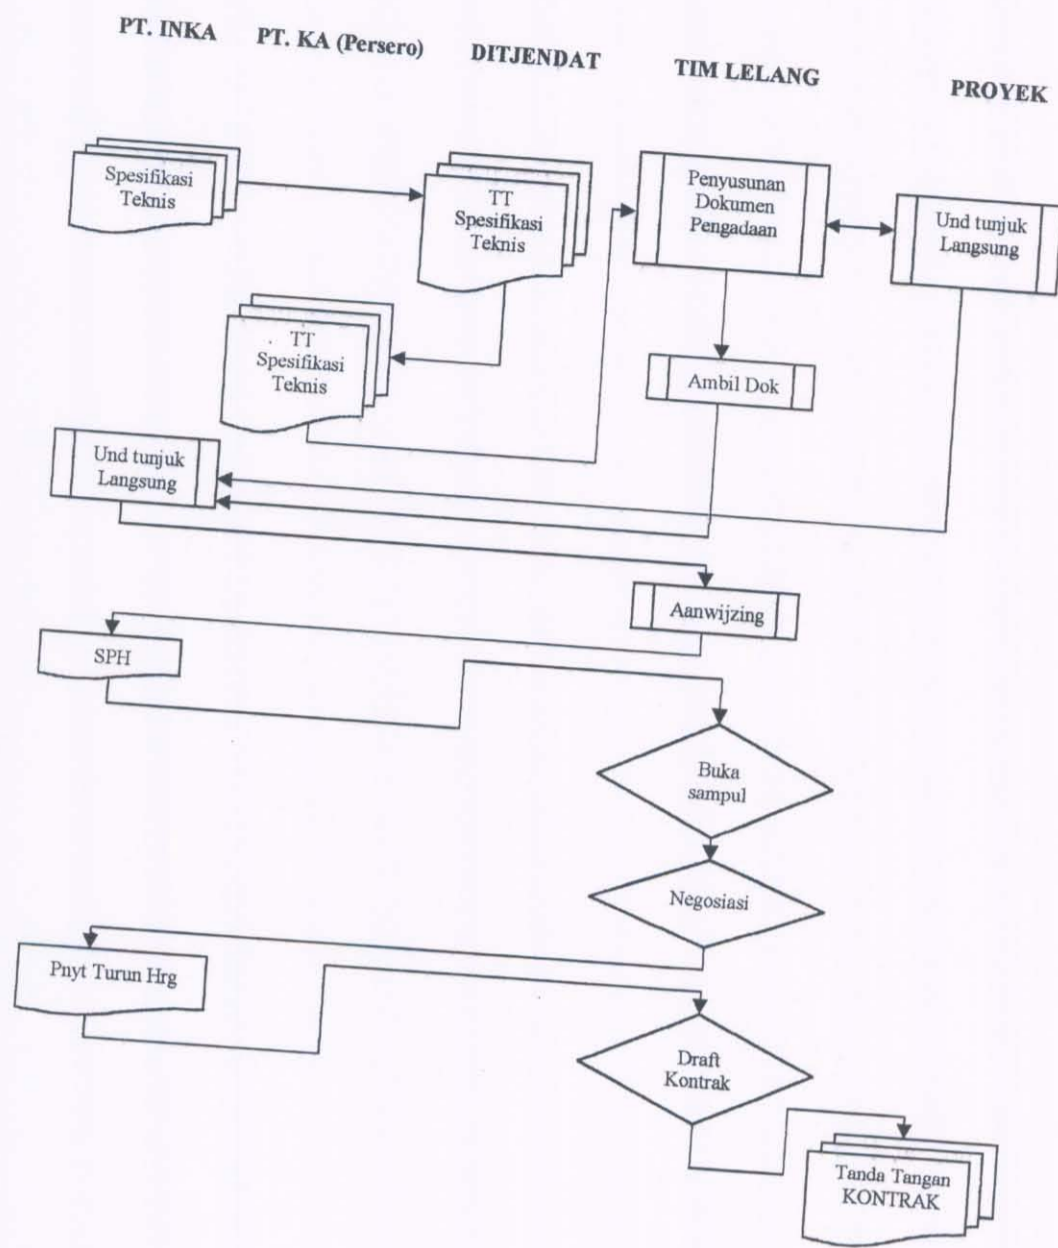 PT. INKA
PT. KA (Persero)
DITJENDAT
TIM LELANG
PROYEK
Spesifikasi
Teknis
TT
Spesifikasi
Teknis
Penyusunan
Dokumen
Pengadaan
Und tunjuk
Langsung
TT
Spesifikasi
Teknis
Ambil Dok
Und tunjuk
Langsung
Aanwijzing
SPH
Buka
sampul
Negosiasi
Pnyt Turun Hrg
Draft
Kontrak
Tanda Tangan
KONTRAK